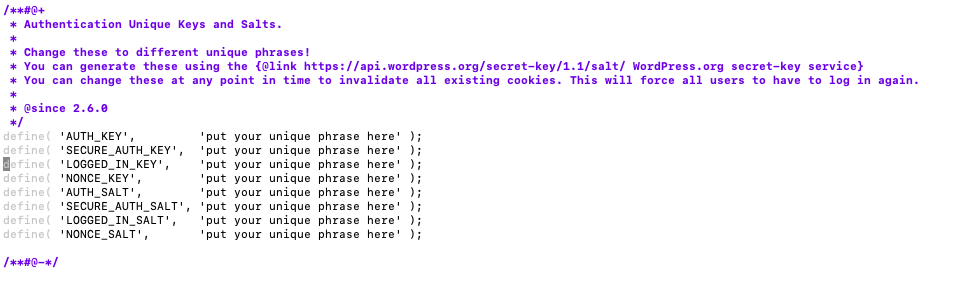 /**#@+
 * Authentication Unique Keys and Salts.
 *
 * Change these to different unique phrases!
 * You can generate these using the {@link https://api.wordpress.org/secret-key/1.1/salt/ WordPress.org secret-key service}
 * You can change these at any point in time to invalidate all existing cookies. This will force all users to have to log in again.
 *
 * @since 2.6.0
 */
define( 'AUTH_KEY',         'put your unique phrase here' );
define( 'SECURE_AUTH_KEY',  'put your unique phrase here' );
define( 'LOGGED_IN_KEY',    'put your unique phrase here' );
define( 'NONCE_KEY',        'put your unique phrase here' );
define( 'AUTH_SALT',        'put your unique phrase here' );
define( 'SECURE_AUTH_SALT', 'put your unique phrase here' );
define( 'LOGGED_IN_SALT',   'put your unique phrase here' );
define( 'NONCE_SALT',       'put your unique phrase here' );

/**#@-*/